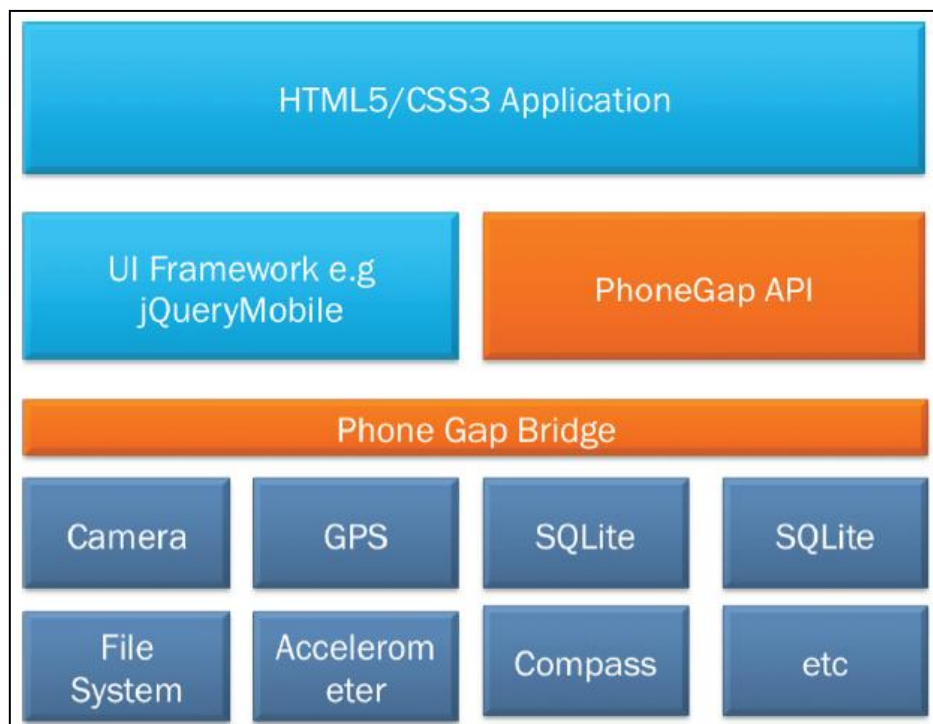 HTML5/CSS3 Application
UI Framework e.g
jQueryMobile
PhoneGap API
Phone Gap Bridge
Camera
GPS
SQLite
SQLite
File
System
Accelerom
eter
Compass
etc